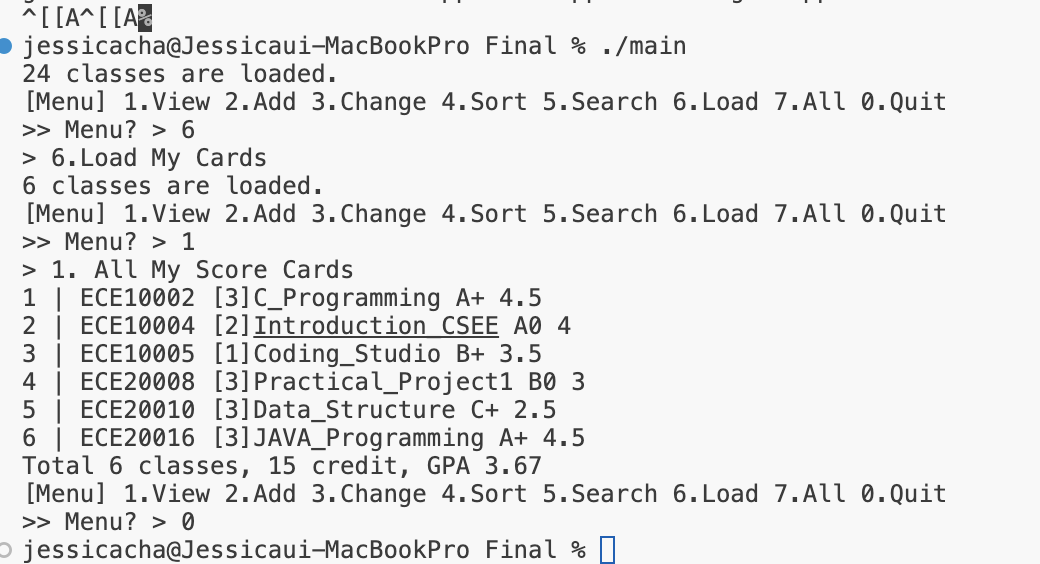 ^[[A^[[A%
jessicacha@Jessicaui-MacBookPro Final % ./main
24 classes are loaded.
[Menu] 1.View 2.Add 3.Change 4.Sort 5.Search 6.Load 7.All 0.Quit
>> Menu? > 6
> 6.Load My Cards
6 classes are loaded.
[Menu] 1.View 2.Add 3.Change 4.Sort 5.Search 6.Load 7.All 0.Quit
>> Menu? > 1
> 1. All My Score Cards
1 | ECE10002 [3]C_Programming A+ 4.5
2 | ECE10004 [2]Introduction_CSEE A0 4
3 | ECE10005 [1]Coding_Studio B+ 3.5
4 | ECE20008 [3]Practical_Project1 B0 3
5 | ECE20010 [3]Data_Structure C+ 2.5
6 | ECE20016 [3]JAVA_Programming A+ 4.5
Total 6 classes, 15 credit, GPA 3.67
[Menu] 1.View 2.Add 3.Change 4.Sort 5.Search 6.Load 7.All 0.Quit
>> Menu? > 0
jessicacha@Jessicaui-MacBookPro Final %